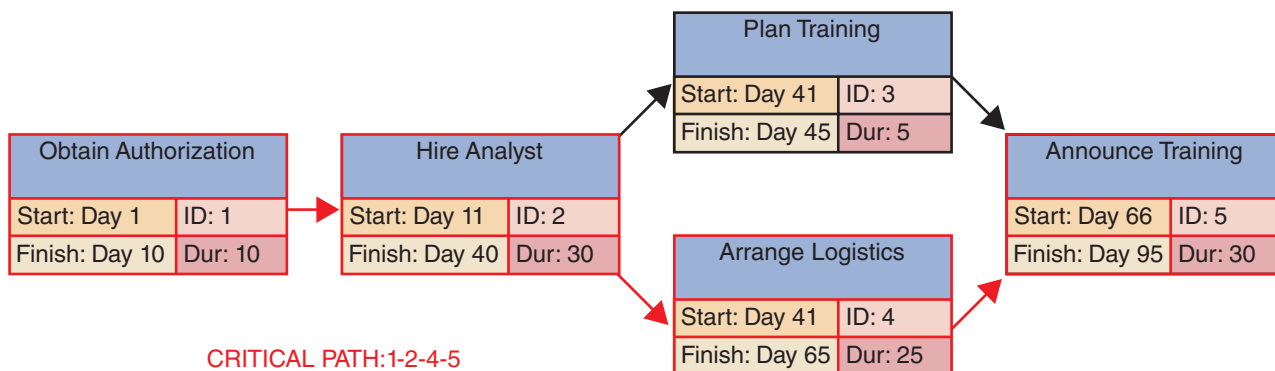 Obtain Authorization
Start: Day 1 ID: 1
Finish: Day 10 Dur: 10
Hire Analyst
Start: Day 11 ID: 2
Finish: Day 40 Dur: 30
Plan Training
Start: Day 41 ID: 3
Finish: Day 45 Dur: 5
Arrange Logistics
Start: Day 41 ID: 4
Finish: Day 65 Dur: 25
Announce Training
Start: Day 66 ID: 5
Finish: Day 95 Dur: 30
CRITICAL PATH:1-2-4-5